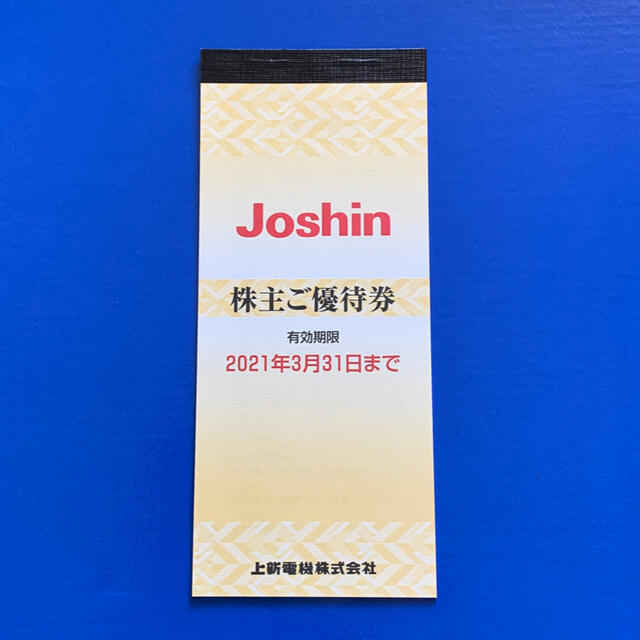 Joshin
株主ご優待券
有効期限
2021年3月31日まで
上新電機株式会社